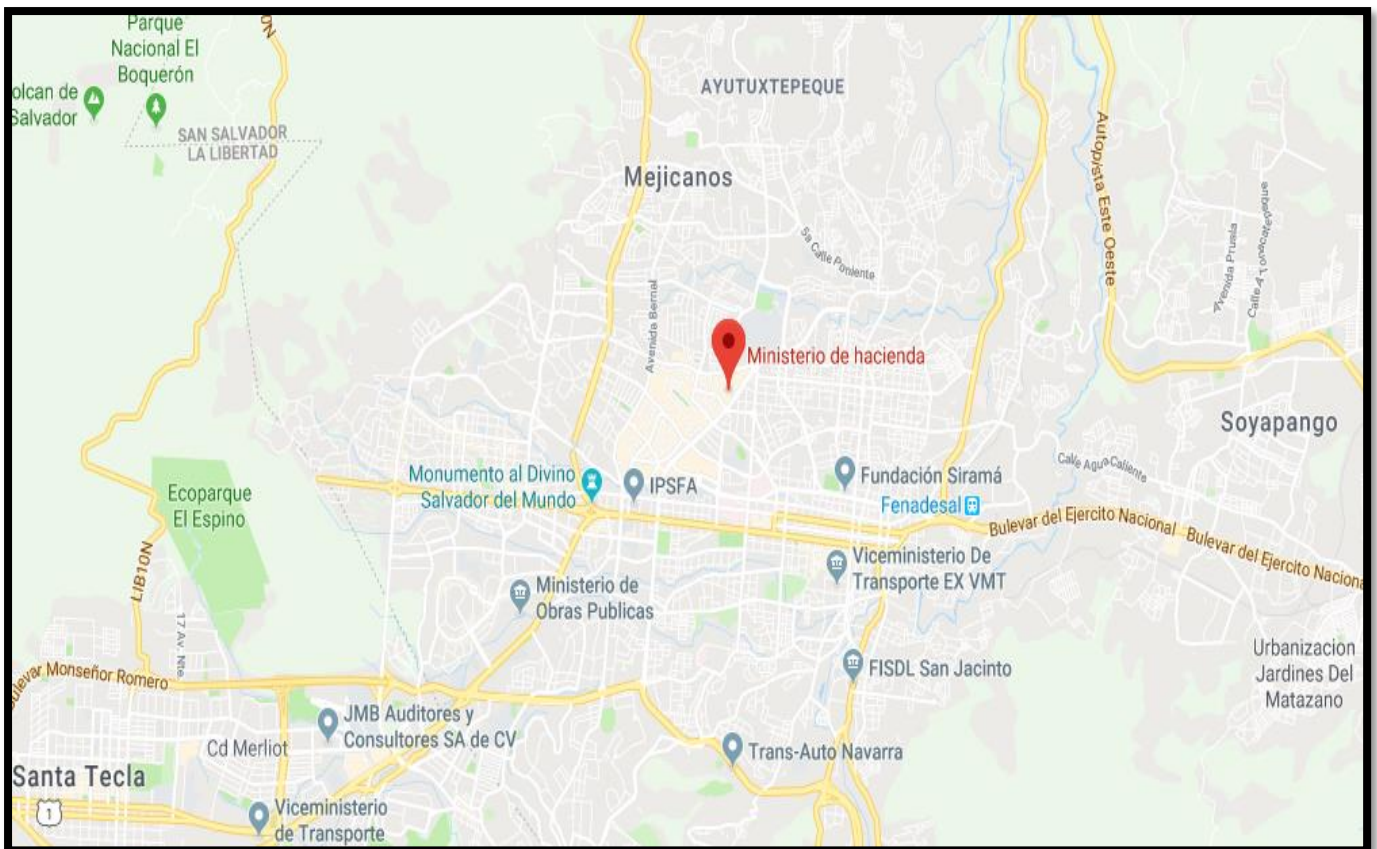 Parque
Nacional El
Boquerón
olcan de
Salvador
SAN SALVADOR
LA LIBERTAD
0N
AYUTUXTEPEQUE
Mejicanos
Autopista Este Oeste
5a Calle Poniente
Avenida Bernal
Avenida Prusia
Ministerio de hacienda
Soyapango
Calle Agua Caliente
Monumento al Divino
Salvador del Mundo
IPSFA
Fundación Siramá
Fenadesal
Ecoparque
El Espino
Bulevar del Ejercito Nacional
Bulevar del Ejercito Naciona
LIB10N
Ministerio de
Obras Publicas
Viceministerio De
Transporte EX VMT
17 Av. Nte.
FISDL San Jacinto
Urbanizacion
Jardines Del
Matazano
ulevar Monseñor Romero
JMB Auditores y
Consultores SA de CV
Cd Merliot
Trans-Auto Navarra
Santa Tecla
1
Viceministerio
de Transporte